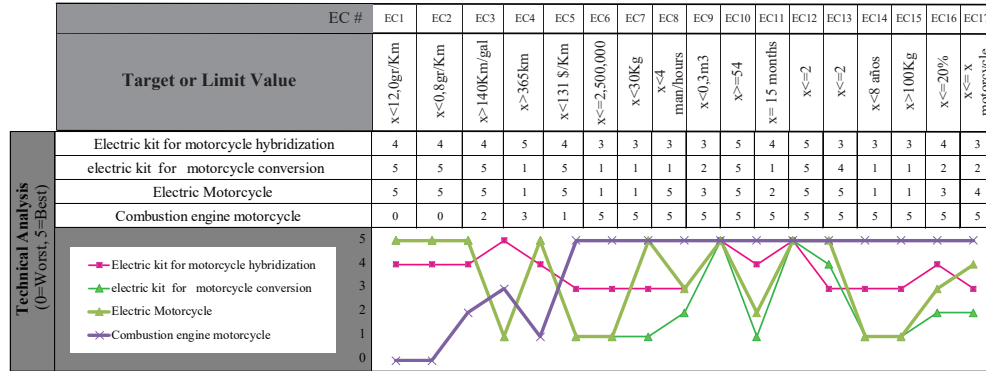 EC # EC1 EC2 EC3 EC4 EC5 EC6 EC7 EC8 EC9 EC10 EC11 EC12 EC13 EC14 EC15 EC16 EC17
Target or Limit Value x<12,0gr/Km x<0,8gr/Km x>140Km/gal x>365km x<131 $/Km x<=2,500,000 x<30Kg x<4 man/hours x<0,3m3 x>=54 x= 15 months x<=2 x<=2 x<8 años x>100Kg x<=20% x<= x motorcycle
Technical Analysis
(0=Worst, 5=Best)
Electric kit for motorcycle hybridization 4 4 4 5 4 3 3 3 3 5 4 5 3 3 3 4 3
electric kit for motorcycle conversion 5 5 5 1 5 1 1 1 2 5 1 5 4 1 1 2 2
Electric Motorcycle 5 5 5 1 5 1 1 5 3 5 2 5 5 1 1 3 4
Combustion engine motorcycle 0 0 2 3 1 5 5 5 5 5 5 5 5 5 5 5 5
5
4
3
2
1
0
Electric kit for motorcycle hybridization
electric kit for motorcycle conversion
Electric Motorcycle
Combustion engine motorcycle